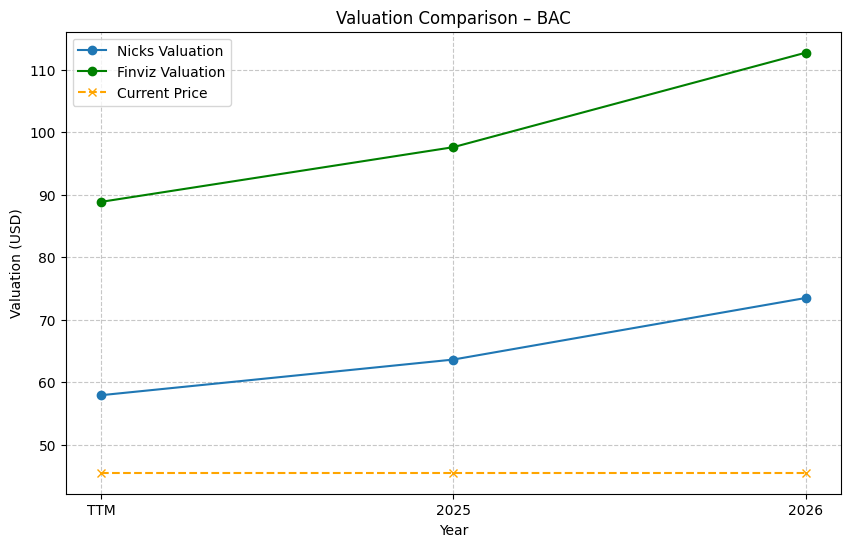 Valuation Comparison – BAC
Nicks Valuation
Finviz Valuation
Current Price
Valuation (USD)
110
100
90
80
70
60
50
TTM
2025
2026
Year